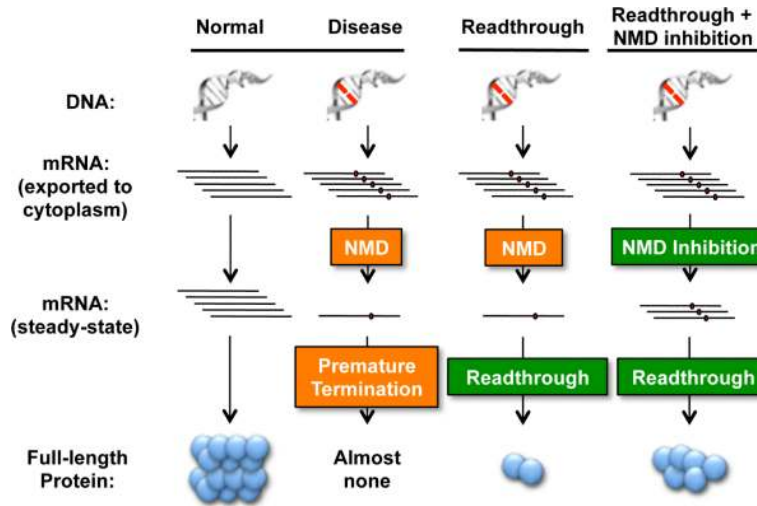 Normal
Disease
Readthrough
Readthrough +
NMD inhibition
DNA:
mRNA:
(exported to
cytoplasm)
NMD
NMD
NMD Inhibition
mRNA:
(steady-state)
Premature
Termination
Readthrough
Readthrough
Full-length
Protein:
Almost
none